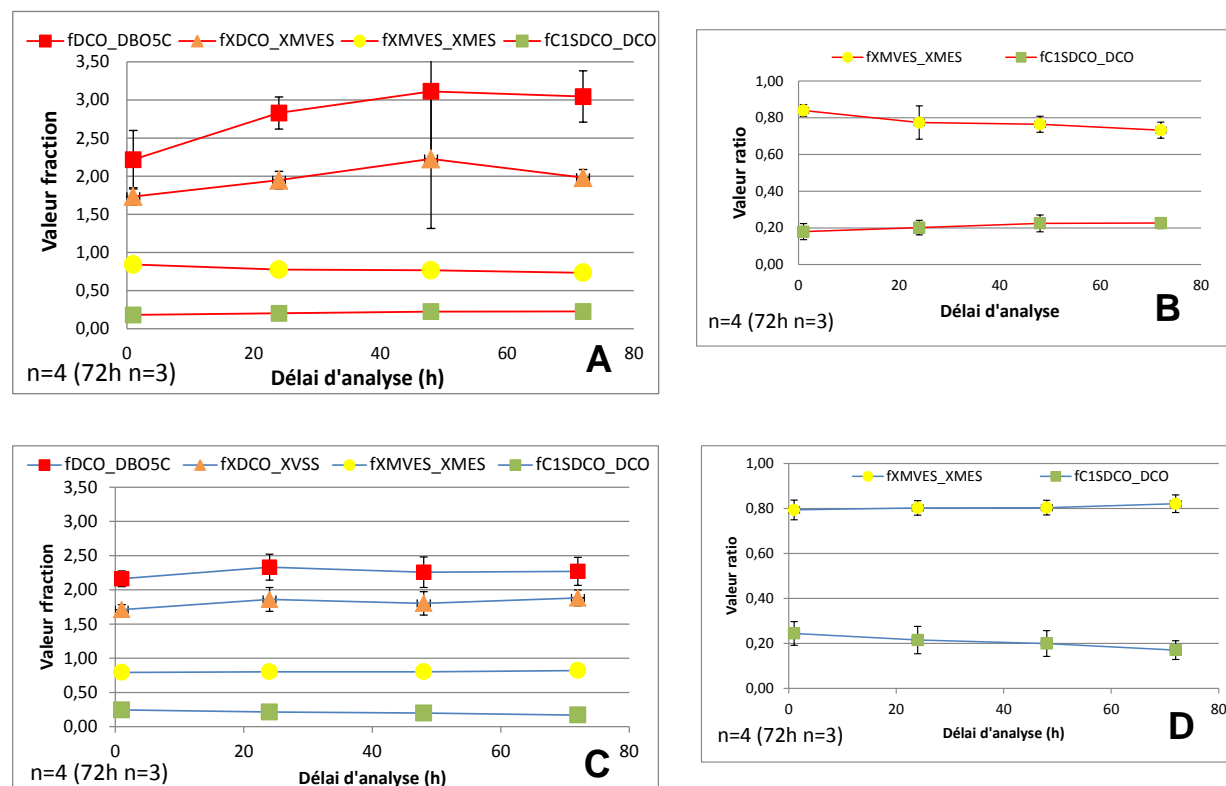 fDCO_DBO5C fXDCO_XMVES fXMVES_XMES fC1SDCO_DCO
3,50
3,00
2,50
2,00
1,50
1,00
0,50
0,00
Valeur fraction
0 20 40 60 80
n=4 (72h n=3)
Délai d'analyse (h)
A
fXMVES_XMES fC1SDCO_DCO
1,00
0,80
0,60
0,40
0,20
0,00
Valeur ratio
0 20 40 60 80
n=4 (72h n=3)
Délai d'analyse
B
fDCO_DBO5C fXDCO_XVSS fXMVES_XMES fC1SDCO_DCO
3,50
3,00
2,50
2,00
1,50
1,00
0,50
0,00
Valeur rfraction
0 20 40 60 80
n=4 (72h n=3)
Délai d'analyse (h)
C
fXMVES_XMES fC1SDCO_DCO
1,00
0,80
0,60
0,40
0,20
0,00
Valeur ratio
0 20 40 60 80
n=4 (72h n=3)
Délai d'analyse (h)
D